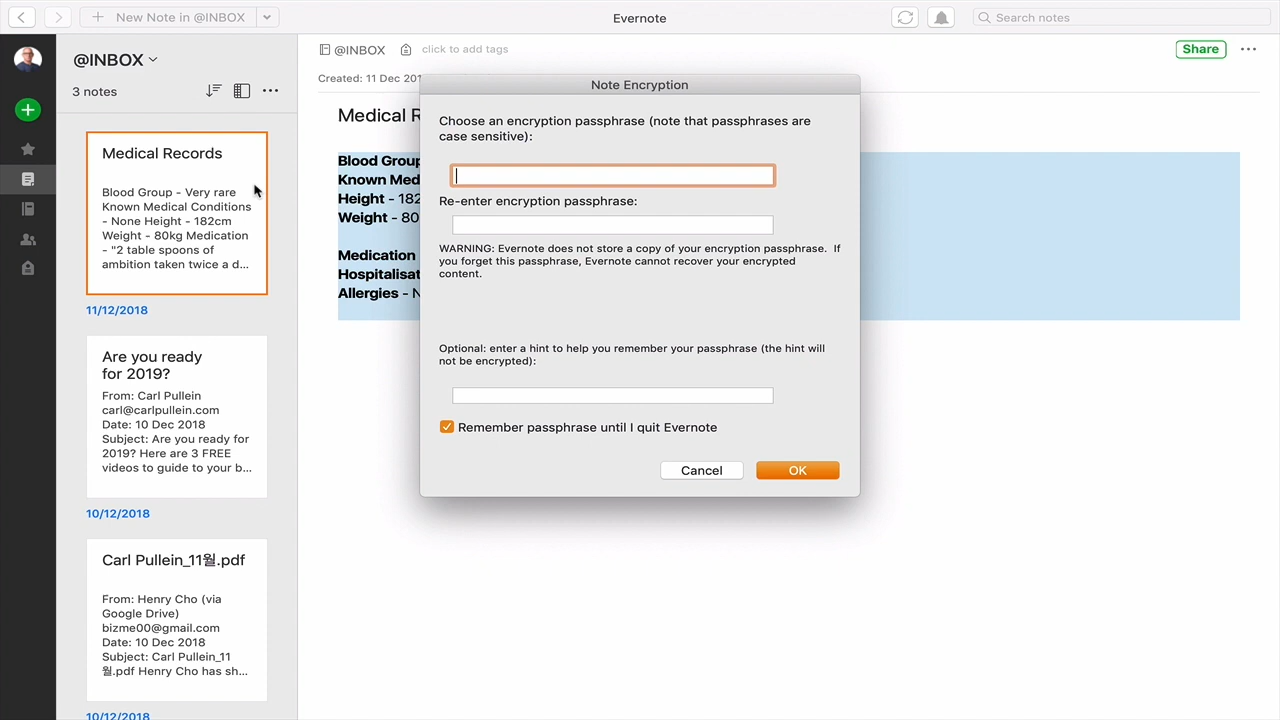 New Note in @INBOX
Evernote
Search notes
@INBOX
3 notes
Medical Records
Blood Group - Very rare
Known Medical Conditions
- None Height - 182cm
Weight - 80kg Medication
- "2 table spoons of
ambition taken twice a d...
11/12/2018
Are you ready
for 2019?
From: Carl Pullein
carl@carlpullein.com
Date: 10 Dec 2018
Subject: Are you ready for
2019? Here are 3 FREE
videos to guide to your b...
10/12/2018
Carl Pullein_11월.pdf
From: Henry Cho (via
Google Drive)
bizme00@gmail.com
Date: 10 Dec 2018
Subject: Carl Pullein_11
월.pdf Henry Cho has sh...
10/12/2018
@INBOX
click to add tags
Share
Created: 11 Dec 201
Medical R
Blood Group
Known Med
Height - 182
Weight - 80
Medication
Hospitalisat
Allergies - N
Note Encryption
Choose an encryption passphrase (note that passphrases are
case sensitive):
Re-enter encryption passphrase:
WARNING: Evernote does not store a copy of your encryption passphrase. If
you forget this passphrase, Evernote cannot recover your encrypted
content.
Optional: enter a hint to help you remember your passphrase (the hint will
not be encrypted):
Remember passphrase until I quit Evernote
Cancel
OK